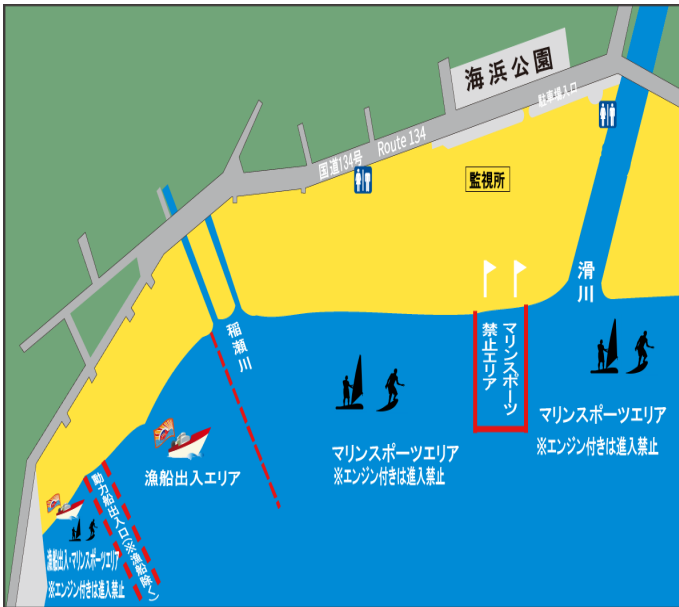 海浜公園
駐車場入口
国道134号 Route 134
監視所
滑川
稲瀬川
マリンスポーツ
禁止エリア
マリンスポーツエリア
※エンジン付きは進入禁止
マリンスポーツエリア
※エンジン付きは進入禁止
漁船出入エリア
動力船出入口(※漁船除く)
漁船出入・マリンスポーツエリア
※エンジン付きは進入禁止